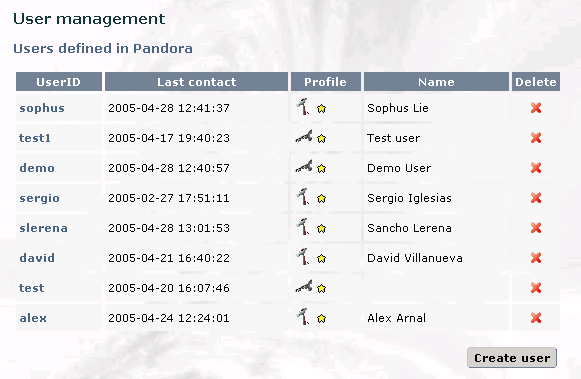 User management
Users defined in Pandora
UserID Last contact Profile Name Delete
sophus 2005-04-28 12:41:37 Sophus Lie
test1 2005-04-17 19:40:23 Test user
demo 2005-04-28 12:40:57 Demo User
sergio 2005-02-27 17:51:11 Sergio Iglesias
slerena 2005-04-28 13:01:53 Sancho Lerena
david 2005-04-21 16:40:22 David Villanueva
test 2005-04-20 16:07:46
alex 2005-04-24 12:24:01 Alex Arnal
Create user